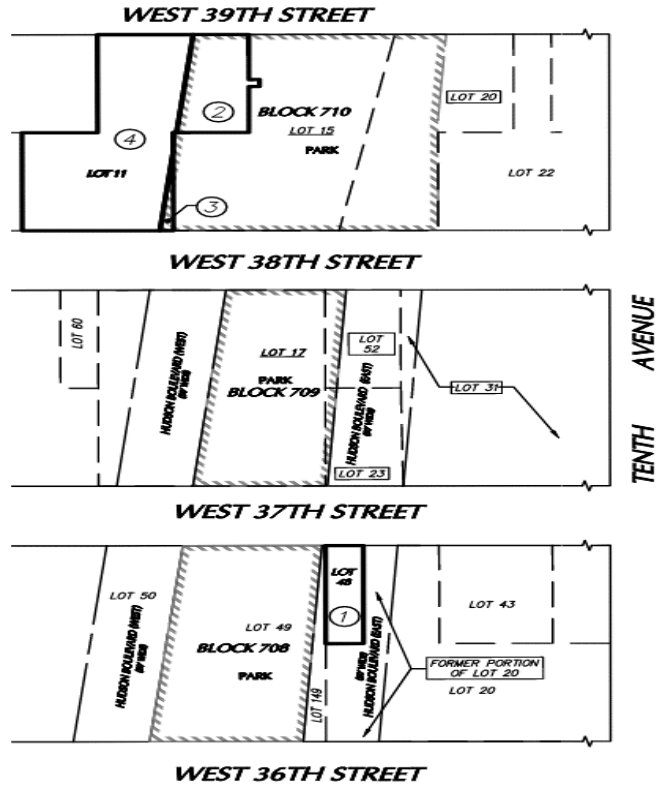 WEST 39TH STREET
2
LOT 20
BLOCK 710
4
LOT 15
PARK
LOT 11
LOT 22
3
WEST 38TH STREET
LOT 60
HUDSON BOULEVARD (WEST)
LOT 17
PARK
BLOCK 709
LOT
52
HUDSON BOULEVARD (EAST)
LOT 31
LOT 23
TENTH AVENUE
WEST 37TH STREET
LOT 50
HUDSON BOULEVARD (WEST)
LOT 49
BLOCK 708
PARK
LOT
48
1
LOT 149
HUDSON BOULEVARD (EAST)
LOT 43
FORMER PORTION
OF LOT 20
LOT 20
WEST 36TH STREET